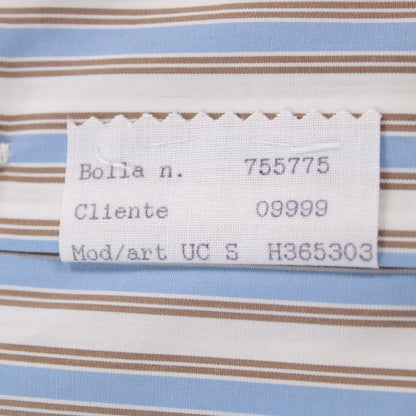 Bolla n. 755775
Cliente 09999
Mod/art UC S H365303